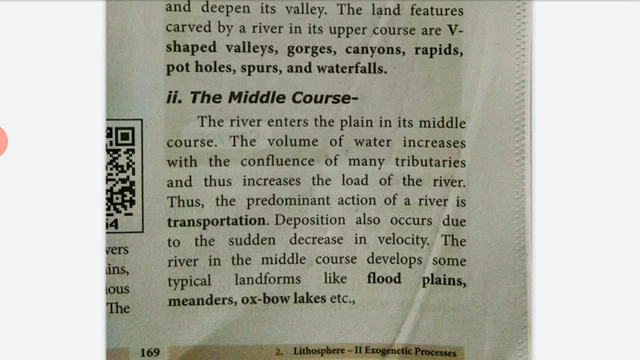 and deepen its valley. The land features
carved by a river in its upper course are V-
shaped valleys, gorges, canyons, rapids,
pot holes, spurs, and waterfalls.
ii. The Middle Course-
The river enters the plain in its middle
course. The volume of water increases
with the confluence of many tributaries
and thus increases the load of the river.
Thus, the predominant action of a river is
transportation. Deposition also occurs due
to the sudden decrease in velocity. The
river in the middle course develops some
typical landforms like flood plains,
meanders, ox-bow lakes etc.,
The
169
2. Lithosphere – II Exogenetic Processes